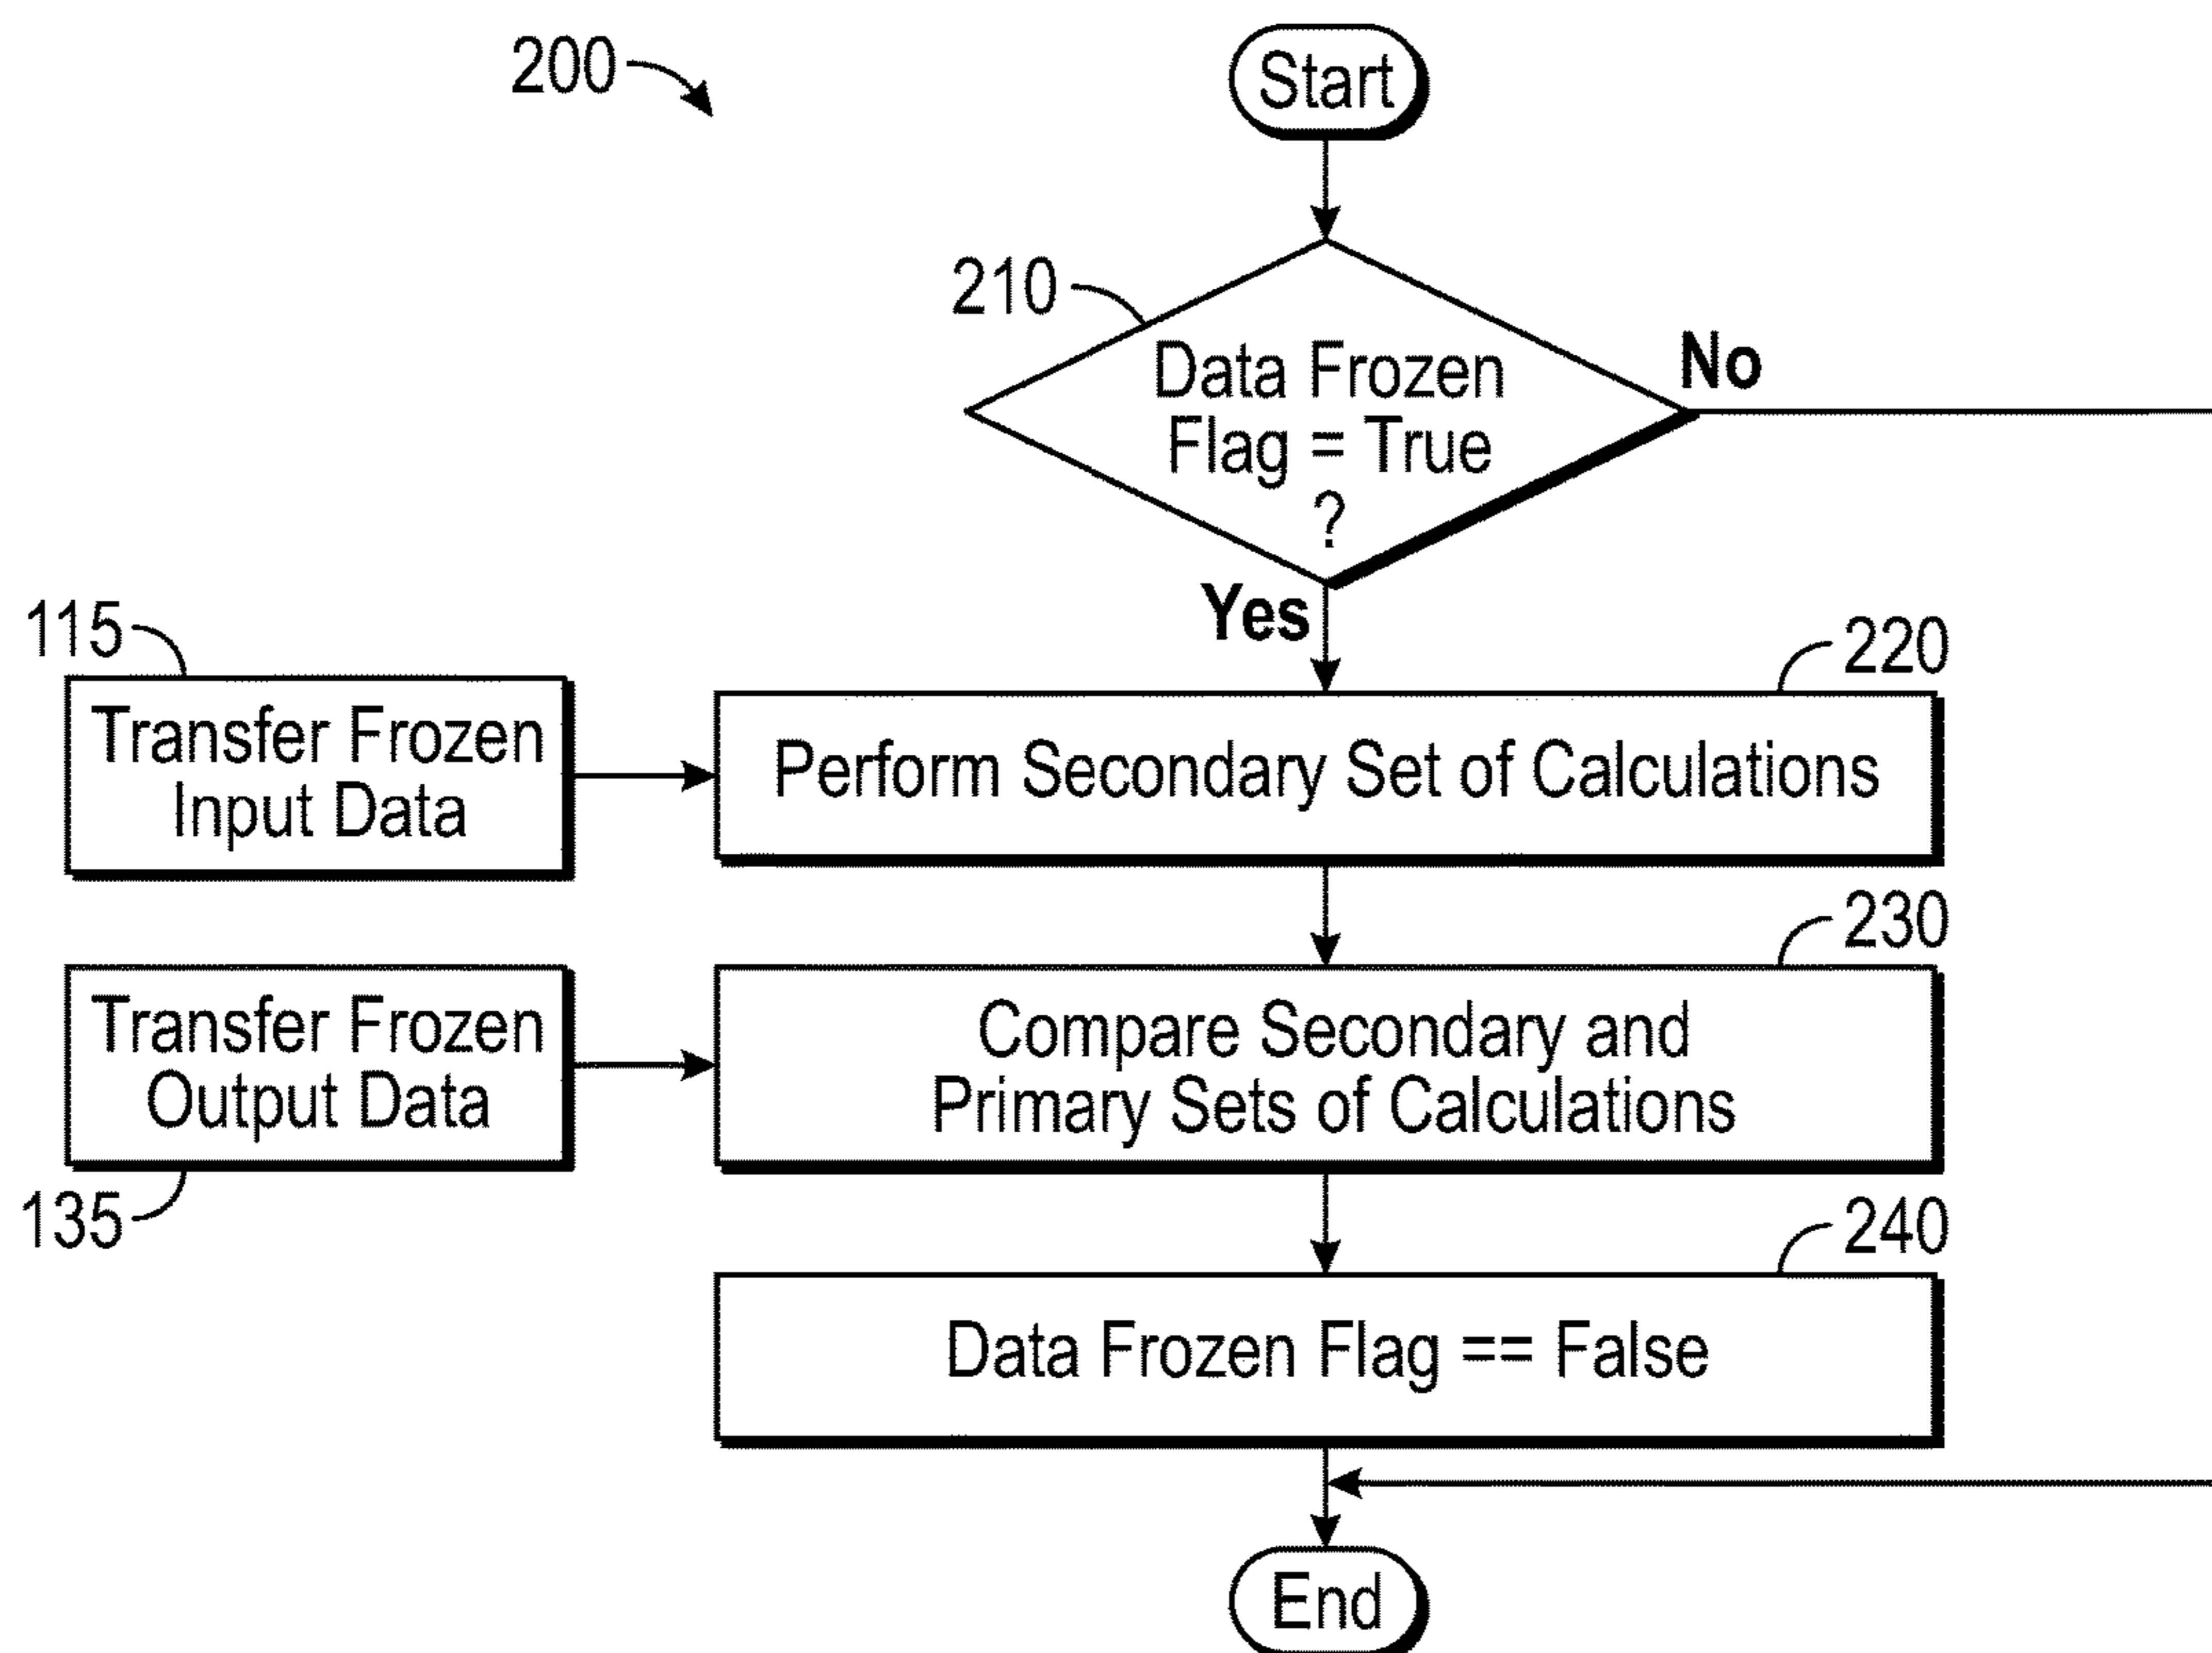 200
Start
210
Data Frozen
Flag = True
?
No
Yes
115
Transfer Frozen
Input Data
220
Perform Secondary Set of Calculations
230
Transfer Frozen
Output Data
135
Compare Secondary and
Primary Sets of Calculations
240
Data Frozen Flag == False
End